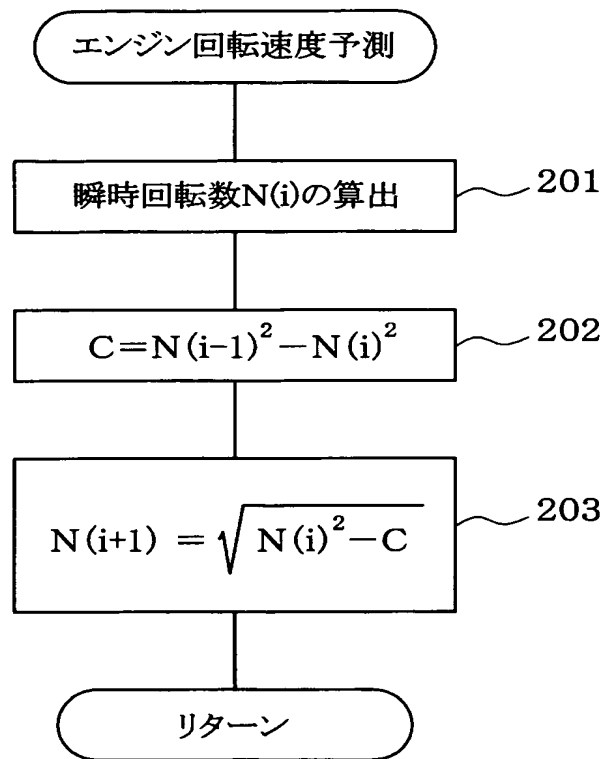 エンジン回転速度予測
瞬時回転数N(i)の算出
201
C=N(i-1)²-N(i)²
202
N(i+1) = √N(i)²-C
203
リターン